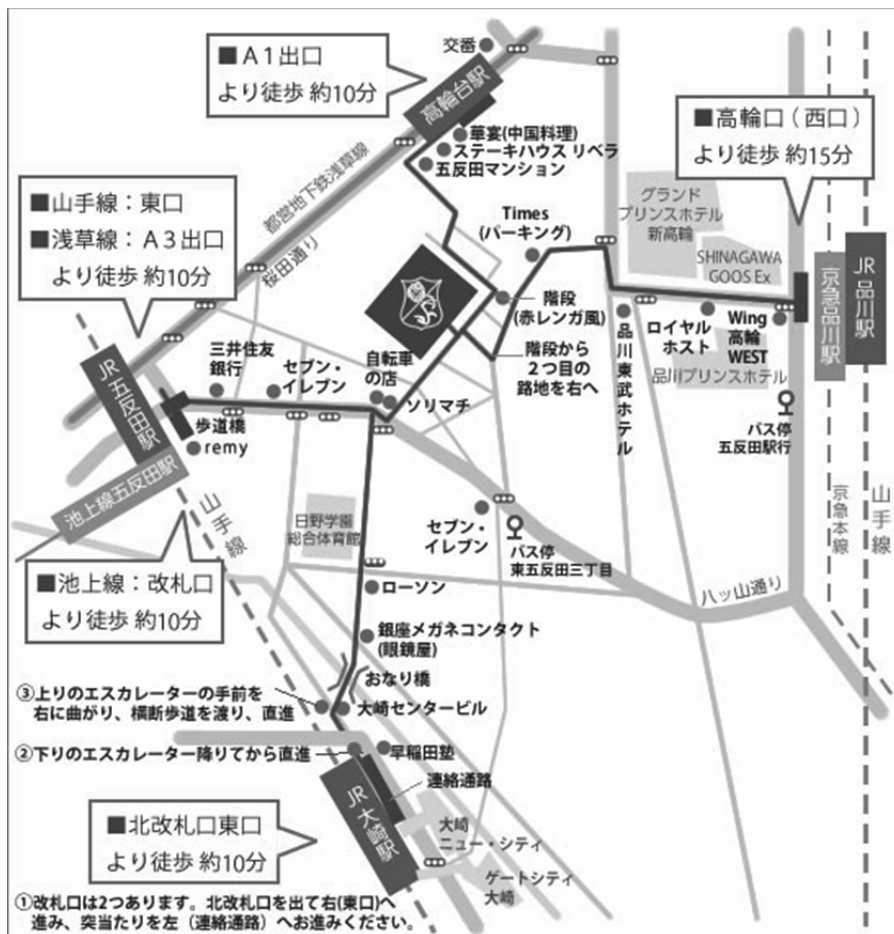 交番
■A1出口
より徒歩 約10分
高輪台駅
■高輪口(西口)
より徒歩 約15分
華宴(中国料理)
ステーキハウス リベラ
五反田マンション
都営地下鉄浅草線
桜田通り
■山手線:東口
■浅草線:A3出口
より徒歩 約10分
Times
(パーキング)
グランド
プリンスホテル
新高輪
SHINAGAWA
GOOS Ex
JR 品川駅
京急品川駅
階段
(赤レンガ風)
階段から
2つ目の
路地を右へ
品川東武ホテル
ロイヤル
ホスト
Wing
高輪
WEST
品川プリンスホテル
バス停
五反田駅行
JR 五反田駅
三井住友
銀行
セブン・
イレブン
自転車
の店
ソリマチ
歩道橋
remy
池上線五反田駅
山手線
日野学園
総合体育館
セブン・
イレブン
バス停
東五反田三丁目
京急本線
山手線
■池上線:改札口
より徒歩 約10分
ローソン
八ッ山通り
銀座メガネコンタクト
(眼鏡屋)
おなり橋
③上りのエスカレーターの手前を
右に曲がり、横断歩道を渡り、直進
大崎センタービル
②下りのエスカレーター降りてから直進
早稲田塾
連絡通路
JR 大崎駅
■北改札口東口
より徒歩 約10分
大崎
ニュー・シティ
ゲートシティ
大崎
①改札口は2つあります。北改札口を出て右(東口)へ
進み、突当たりを左(連絡通路)へお進みください。